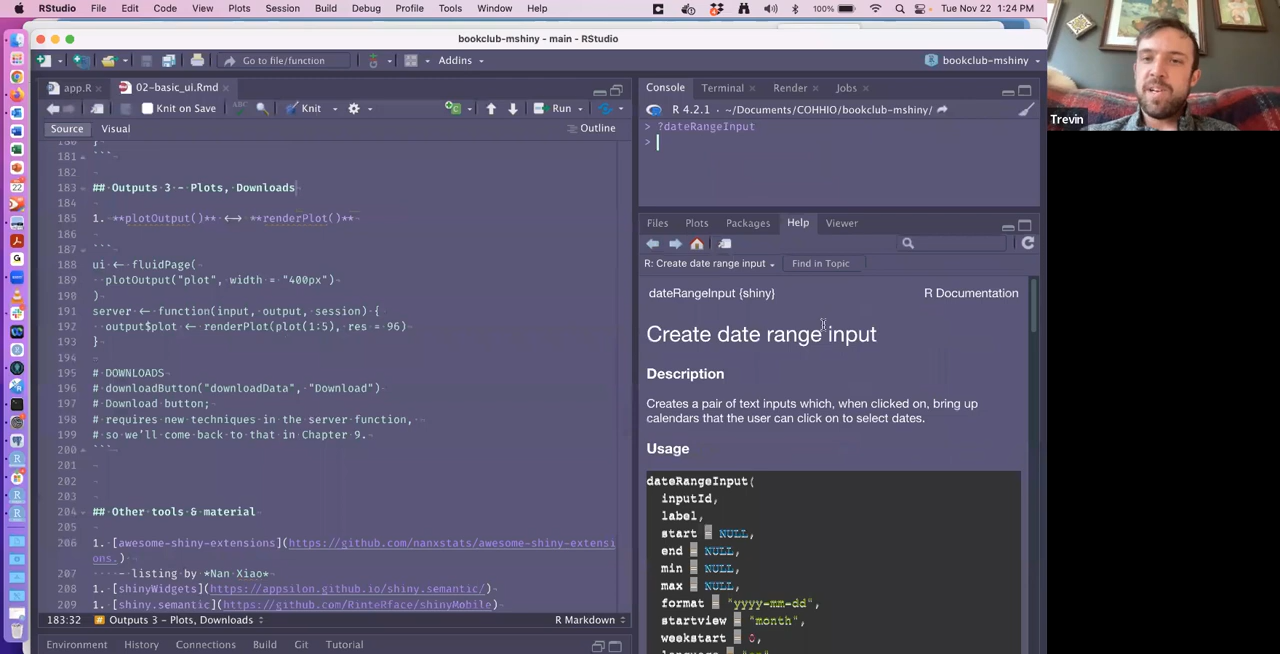 RStudio File Edit Code View Plots Session Build Debug Profile Tools Window Help 100% Tue Nov 22 1:24 PM
bookclub-mshiny - main - RStudio
Go to file/function Addins bookclub-mshiny
app.R 02-basic_ui.Rmd
Knit on Save ABC Knit Run
Source Visual Outline
180 }
181 ```
182
183 ## Outputs 3 - Plots, Downloads
184
185 1. **plotOutput()** <-> **renderPlot()**
186
187 ```
188 ui <- fluidPage(
189 plotOutput("plot", width = "400px")
190 )
191 server <- function(input, output, session) {
192 output$plot <- renderPlot(plot(1:5), res = 96)
193 }
194
195 # DOWNLOADS
196 # downloadButton("downloadData", "Download")
197 # Download button;
198 # requires new techniques in the server function,
199 # so we'll come back to that in Chapter 9.
200 ```
201
202
203
204 ## Other tools & material
205
206 1. [awesome-shiny-extensions](https://github.com/nanxstats/awesome-shiny-extensi
ons.)
207 - listing by *Nan Xiao*
208 1. [shinyWidgets](https://appsilon.github.io/shiny.semantic/)
209 1. [shiny.semantic](https://github.com/RinteRface/shinyMobile)
183:32 Outputs 3 - Plots, Downloads R Markdown
Environment History Connections Build Git Tutorial
Console Terminal Render Jobs
R 4.2.1 · ~/Documents/COHHIO/bookclub-mshiny/
> ?dateRangeInput
>
Files Plots Packages Help Viewer
R: Create date range input Find in Topic
dateRangeInput {shiny} R Documentation
Create date range input
Description
Creates a pair of text inputs which, when clicked on, bring up
calendars that the user can click on to select dates.
Usage
dateRangeInput(
inputId,
label,
start = NULL,
end = NULL,
min = NULL,
max = NULL,
format = "yyyy-mm-dd",
startview = "month",
weekstart = 0,
Trevin